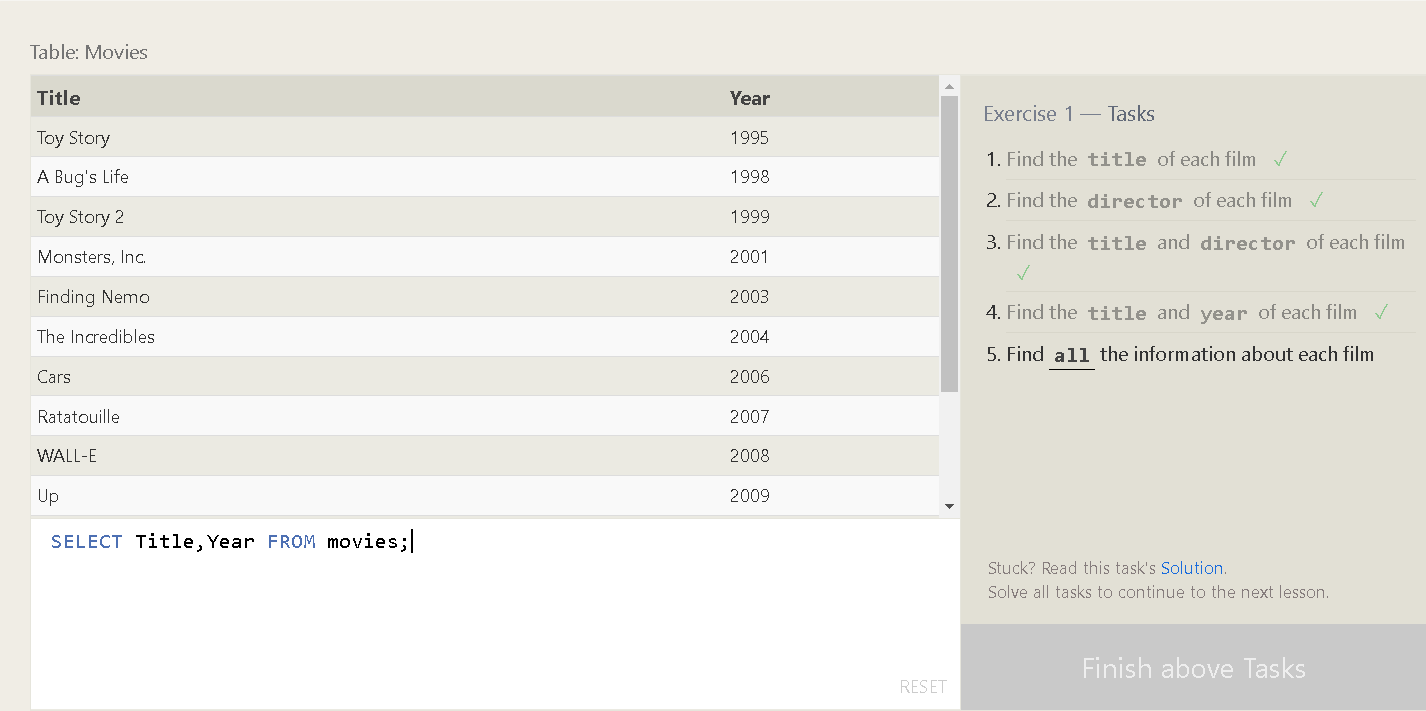 Table: Movies
Title Year
Toy Story 1995
A Bug's Life 1998
Toy Story 2 1999
Monsters, Inc. 2001
Finding Nemo 2003
The Incredibles 2004
Cars 2006
Ratatouille 2007
WALL-E 2008
Up 2009
SELECT Title,Year FROM movies;
RESET
Exercise 1 — Tasks
1. Find the title of each film ✓
2. Find the director of each film ✓
3. Find the title and director of each film
✓
4. Find the title and year of each film ✓
5. Find all the information about each film
Stuck? Read this task's Solution.
Solve all tasks to continue to the next lesson.
Finish above Tasks